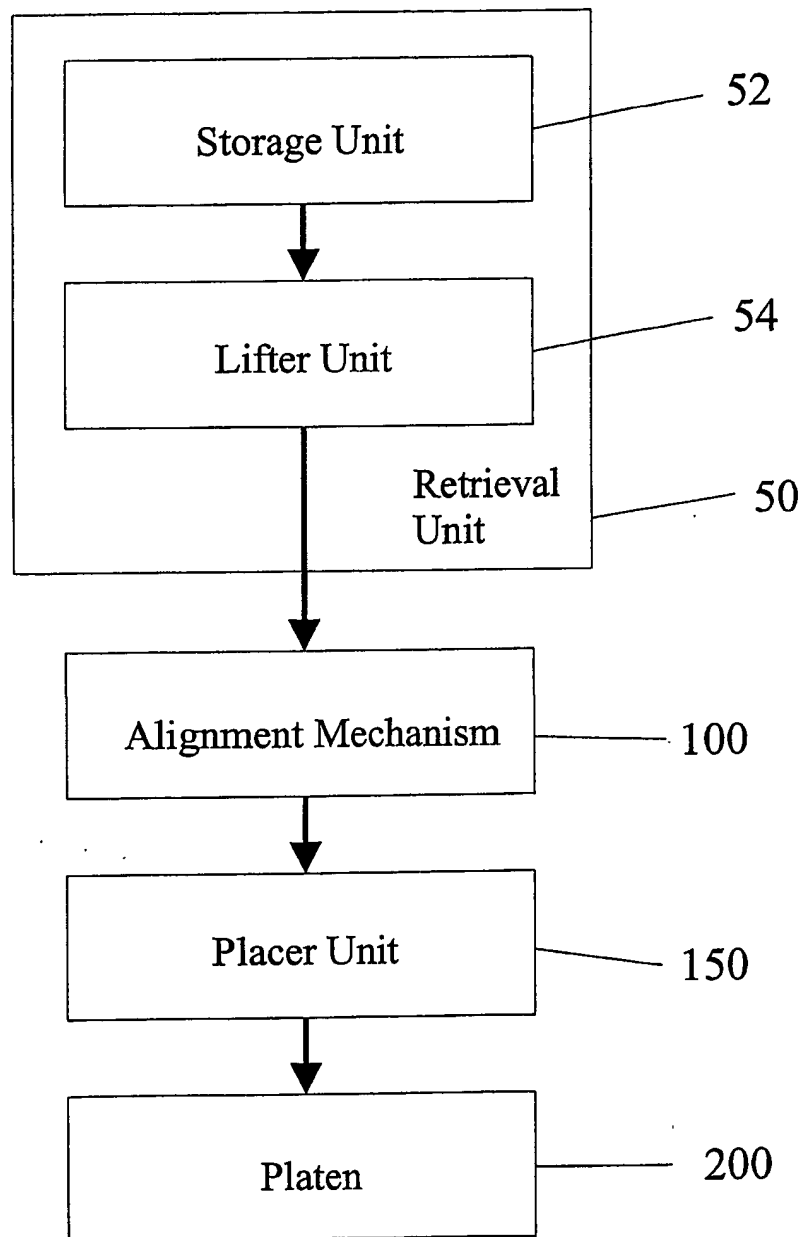 Storage Unit
52
Lifter Unit
54
Retrieval
Unit
50
Alignment Mechanism
100
Placer Unit
150
Platen
200